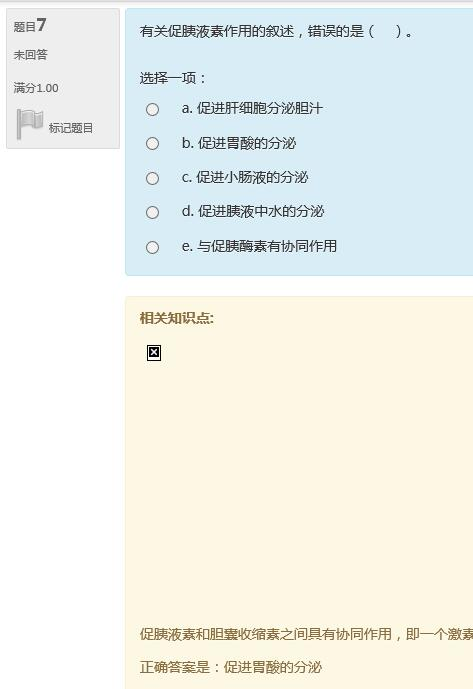 题目7
未回答
满分1.00
标记题目
有关促胰液素作用的叙述，错误的是（　）。
选择一项：
a. 促进肝细胞分泌胆汁
b. 促进胃酸的分泌
c. 促进小肠液的分泌
d. 促进胰液中水的分泌
e. 与促胰酶素有协同作用
相关知识点:
促胰液素和胆囊收缩素之间具有协同作用，即一个激素
正确答案是：促进胃酸的分泌